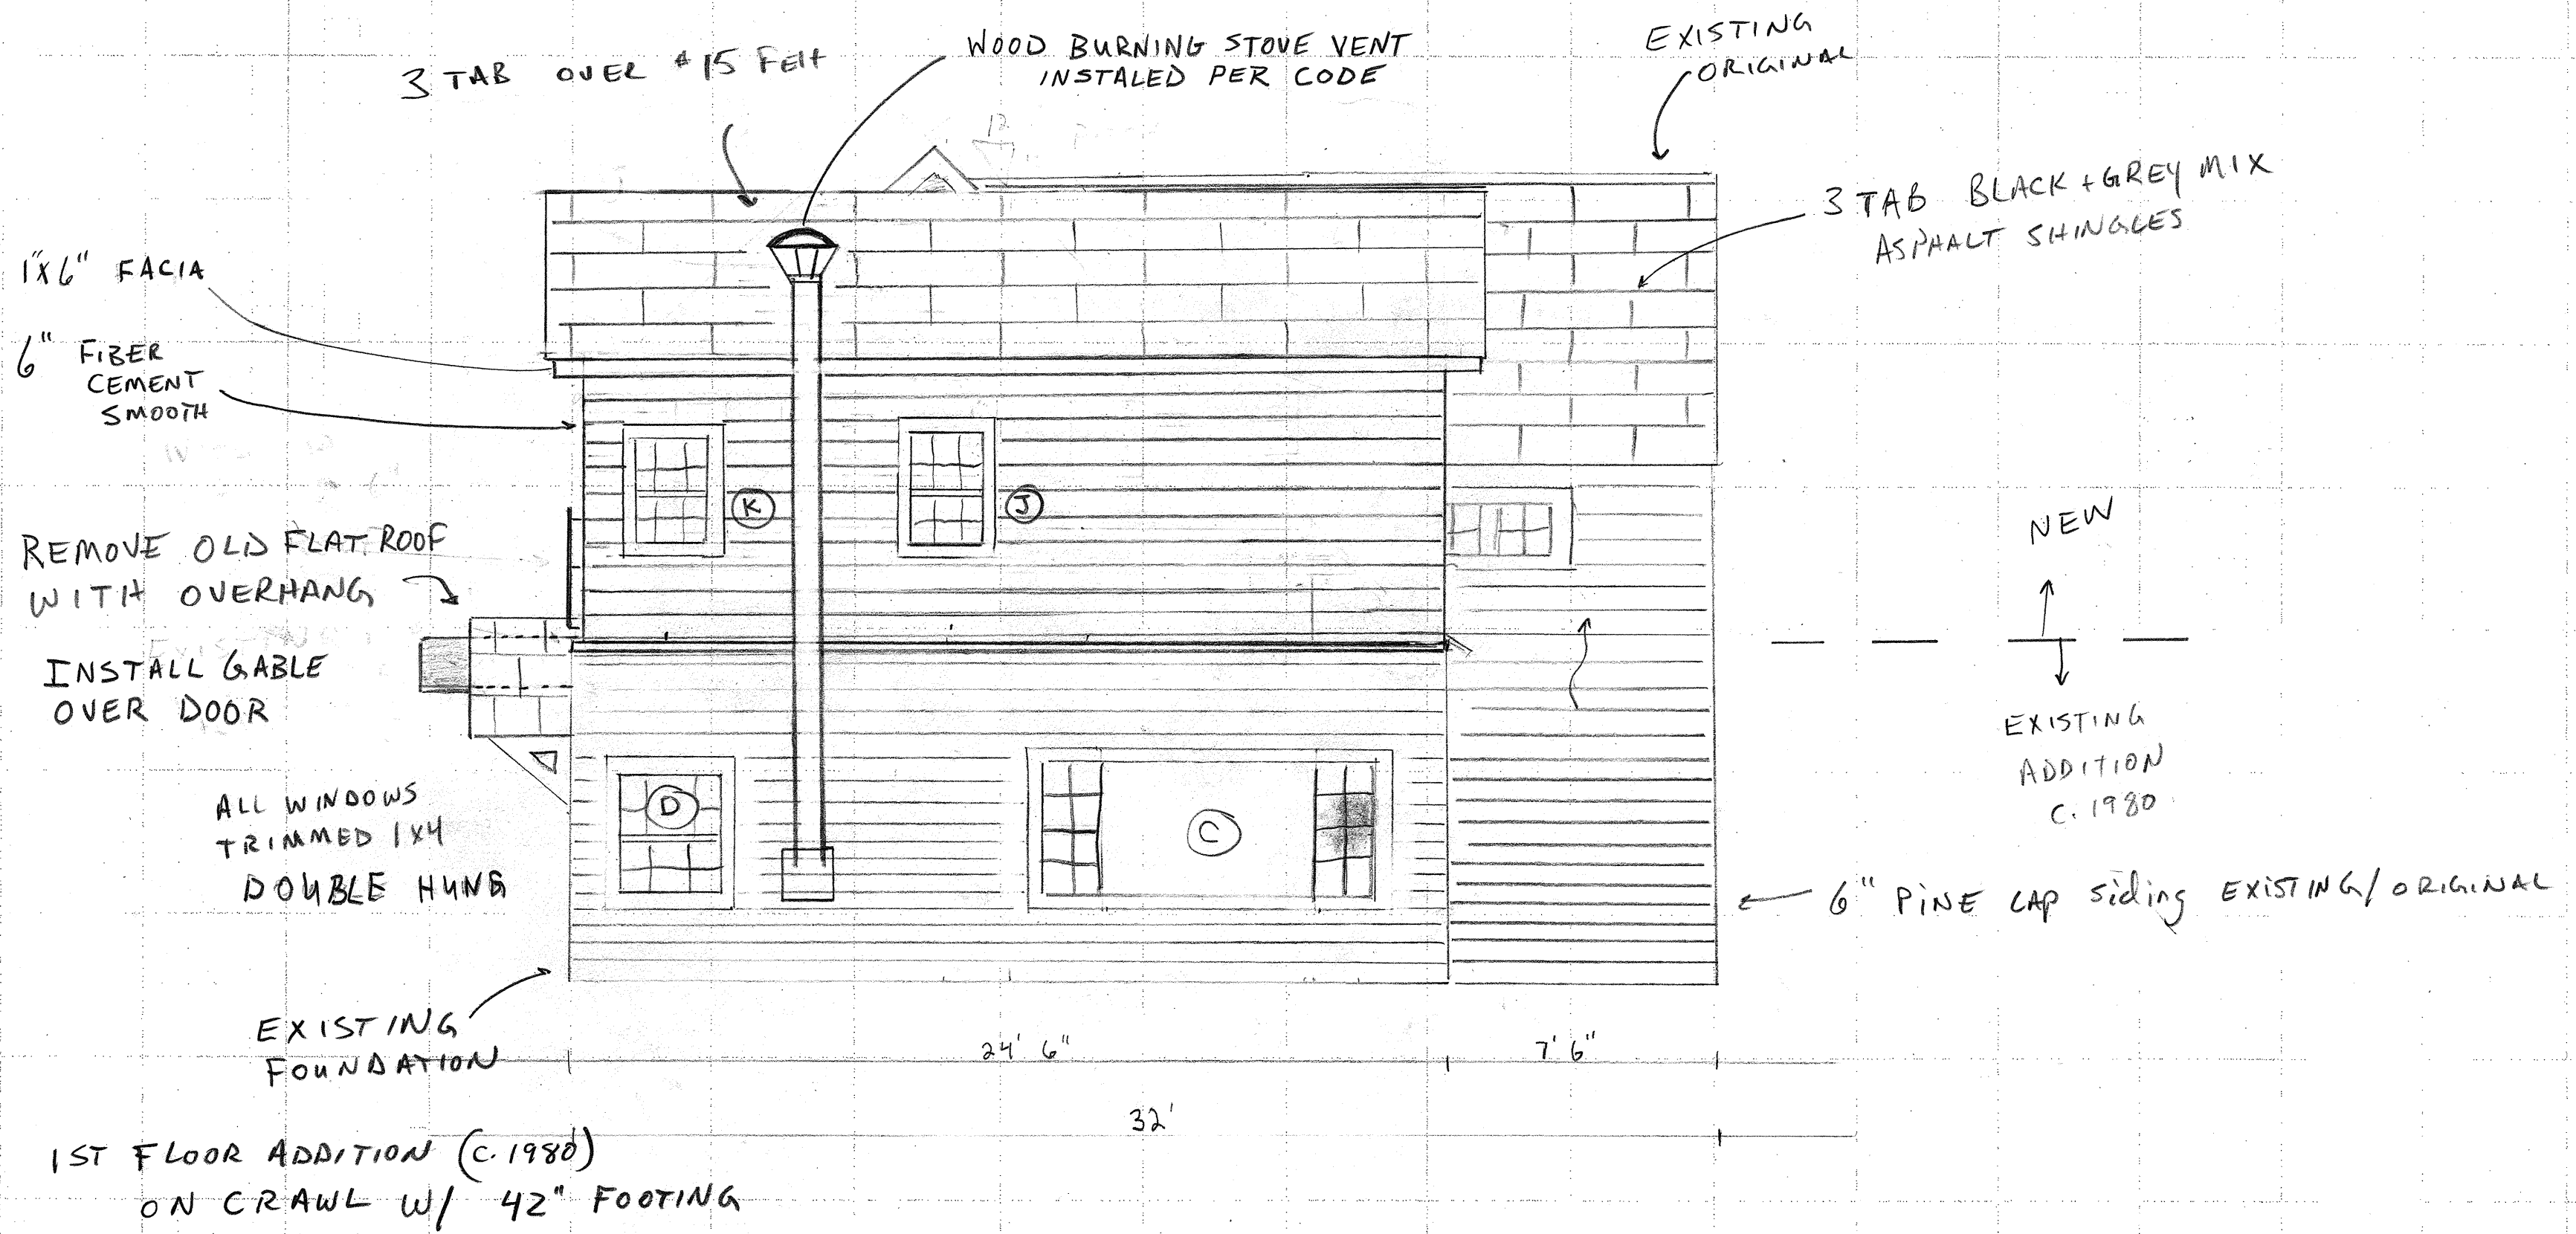 3 TAB OVER #15 FElt
WOOD BURNING STOVE VENT
INSTALED PER CODE
EXISTING
ORIGINAL
12
3 TAB BLACK + GREY MIX
ASPHALT SHINGLES
1"X6" FACIA
6" FIBER
CEMENT
SMOOTH
K
J
REMOVE OLD FLAT ROOF
WITH OVERHANG
INSTALL GABLE
OVER DOOR
NEW
EXISTING
ADDITION
C. 1980
ALL WINDOWS
TRIMMED 1X4
DOUBLE HUNG
D
C
6" PiNE LAP Siding EXISTING/ORIGINAL
EXISTING
FOUNDATION
24' 6"
7' 6"
32'
1ST FLOOR ADDITION (C. 1980)
ON CRAWL W/ 42" FOOTING